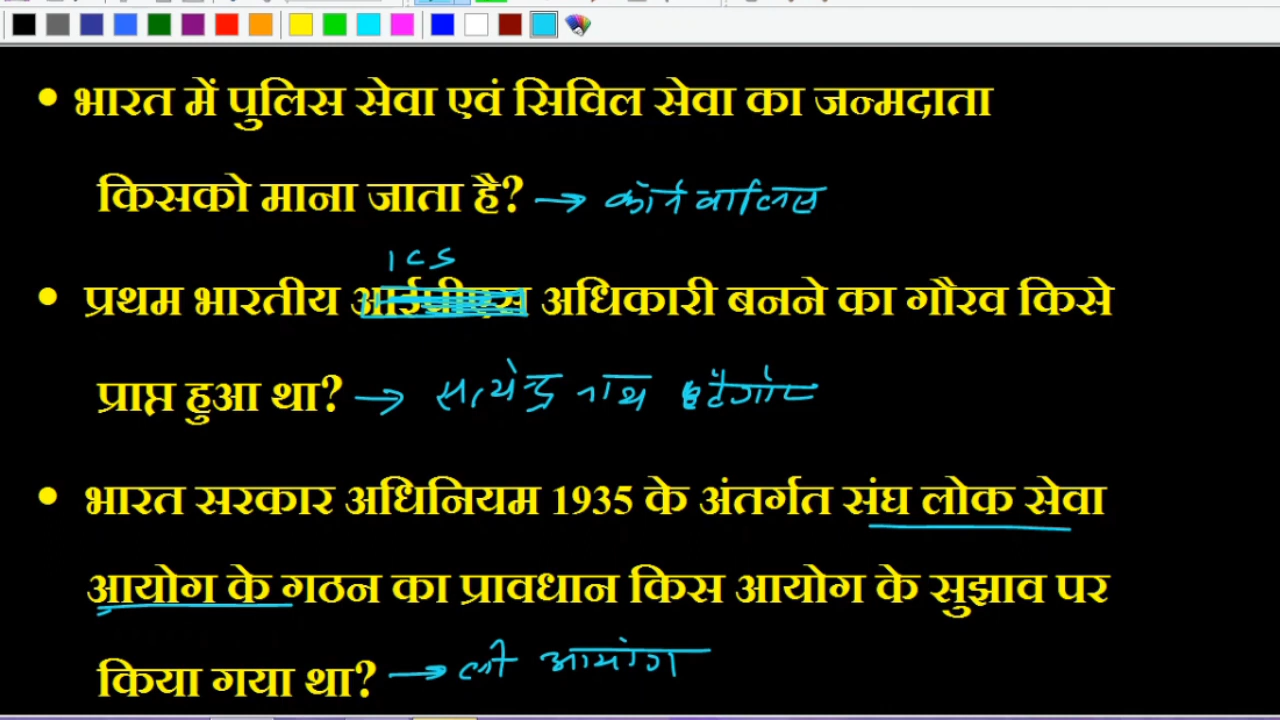 • भारत में पुलिस सेवा एवं सिविल सेवा का जन्मदाता
किसको माना जाता है? → कार्नवालिस
ICS
• प्रथम भारतीय आईपीएस अधिकारी बनने का गौरव किसे
प्राप्त हुआ था? → सत्येन्द्र नाथ टैगोर
• भारत सरकार अधिनियम 1935 के अंतर्गत संघ लोक सेवा
आयोग के गठन का प्रावधान किस आयोग के सुझाव पर
किया गया था? → ली आयोग